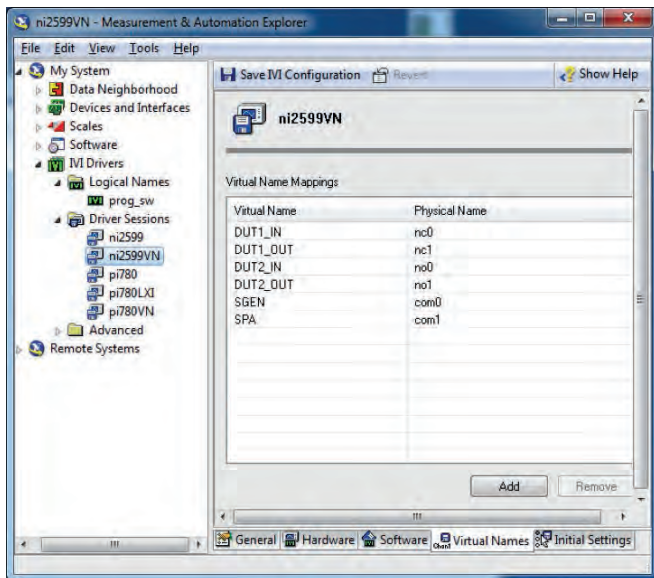 ni2599VN - Measurement & Automation Explorer
File Edit View Tools Help
My System
Data Neighborhood
Devices and Interfaces
Scales
Software
IVI Drivers
Logical Names
prog_sw
Driver Sessions
ni2599
ni2599VN
pi780
pi780LXI
pi780VN
Advanced
Remote Systems
Save IVI Configuration Revert Show Help
ni2599VN
Virtual Name Mappings
Virtual Name Physical Name
DUT1_IN nc0
DUT1_OUT nc1
DUT2_IN no0
DUT2_OUT no1
SGEN com0
SPA com1
Add Remove
General Hardware Software Virtual Names Initial Settings